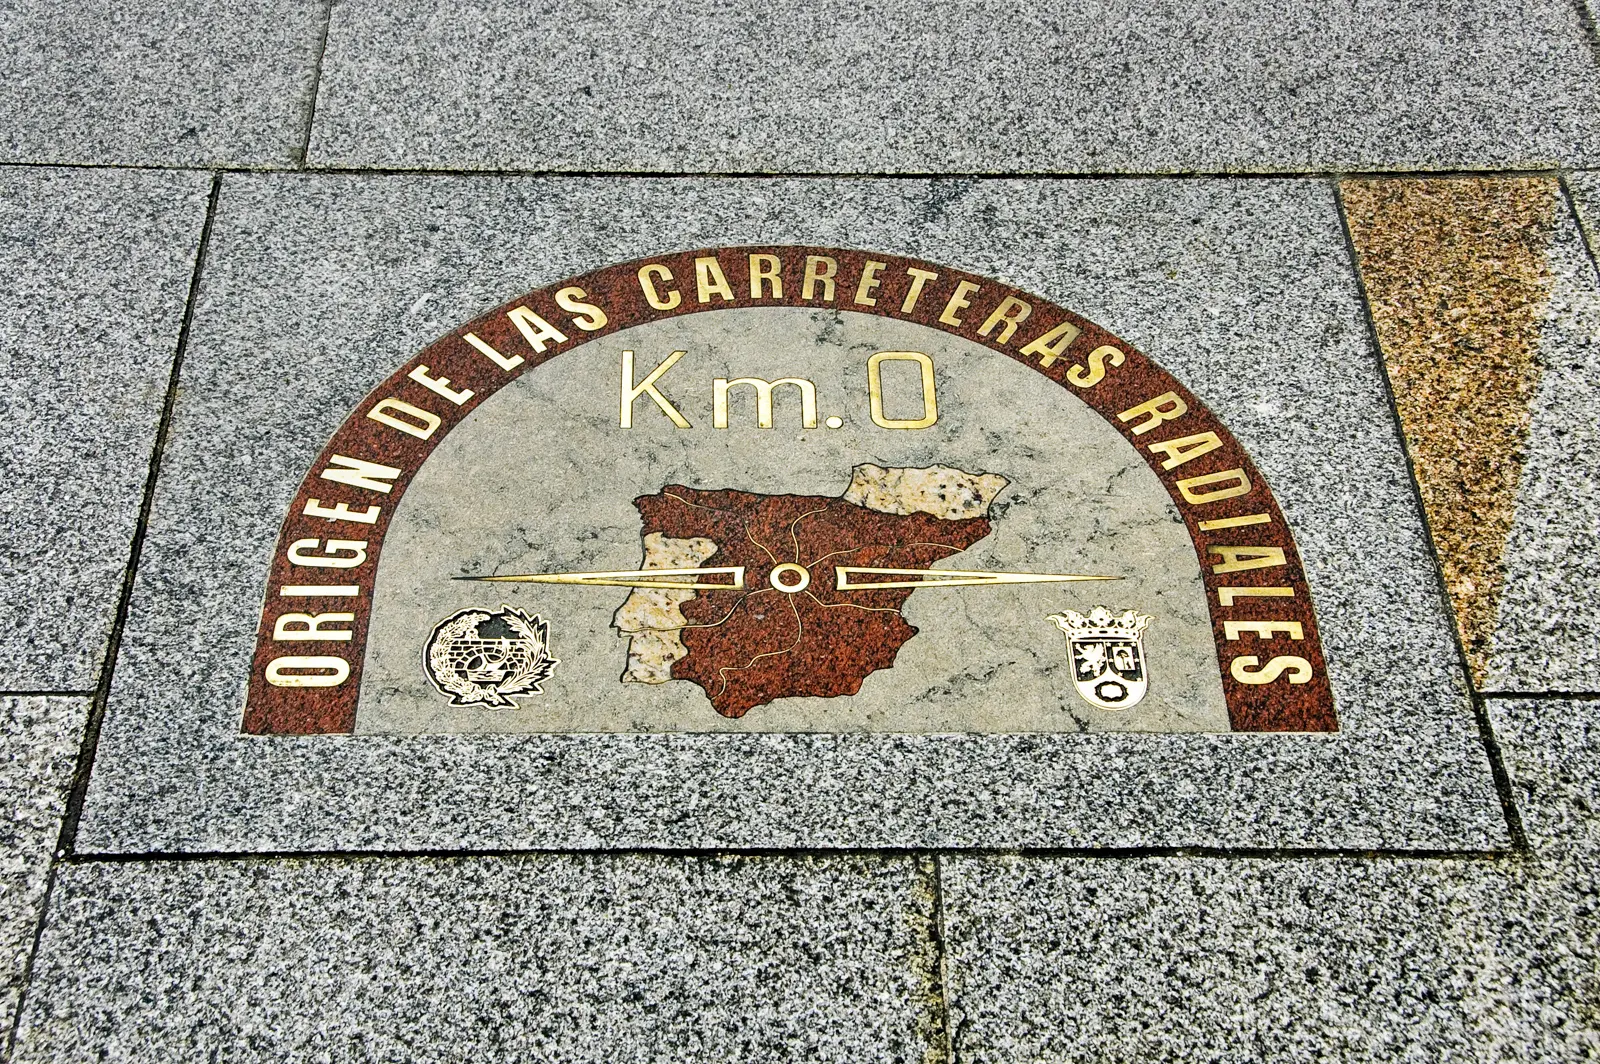 ORIGEN DE LAS CARRETERAS RADIALES
Km. 0